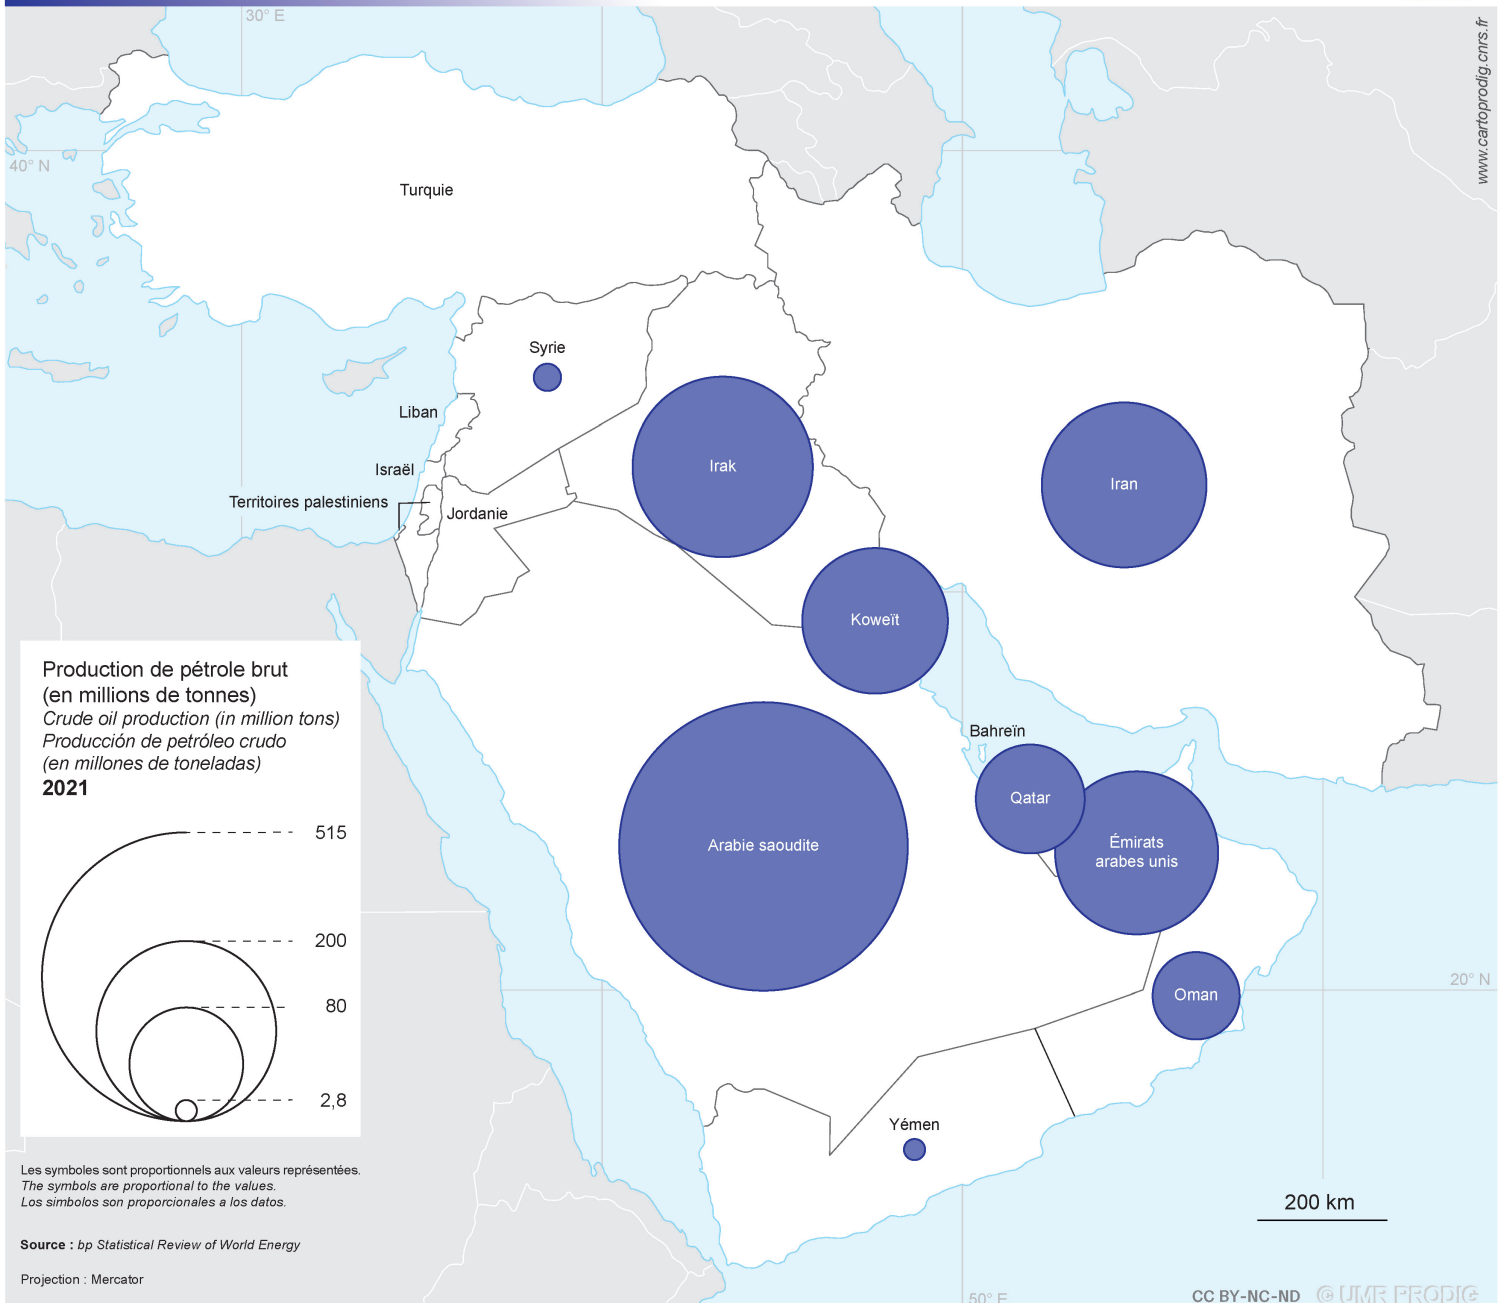 30° E
www.cartoprodig.cnrs.fr
40° N
Turquie
Syrie
Liban
Irak
Israël
Iran
Territoires palestiniens
Jordanie
Koweït
Bahreïn
Qatar
Arabie saoudite
Émirats
arabes unis
20° N
Oman
Yémen
Production de pétrole brut
(en millions de tonnes)
Crude oil production (in million tons)
Producción de petróleo crudo
(en millones de toneladas)
2021
515
200
80
2,8
Les symboles sont proportionnels aux valeurs représentées.
The symbols are proportional to the values.
Los simbolos son proporcionales a los datos.
200 km
Source : bp Statistical Review of World Energy
Projection : Mercator
50° E
CC BY-NC-ND © UMR PRODIG